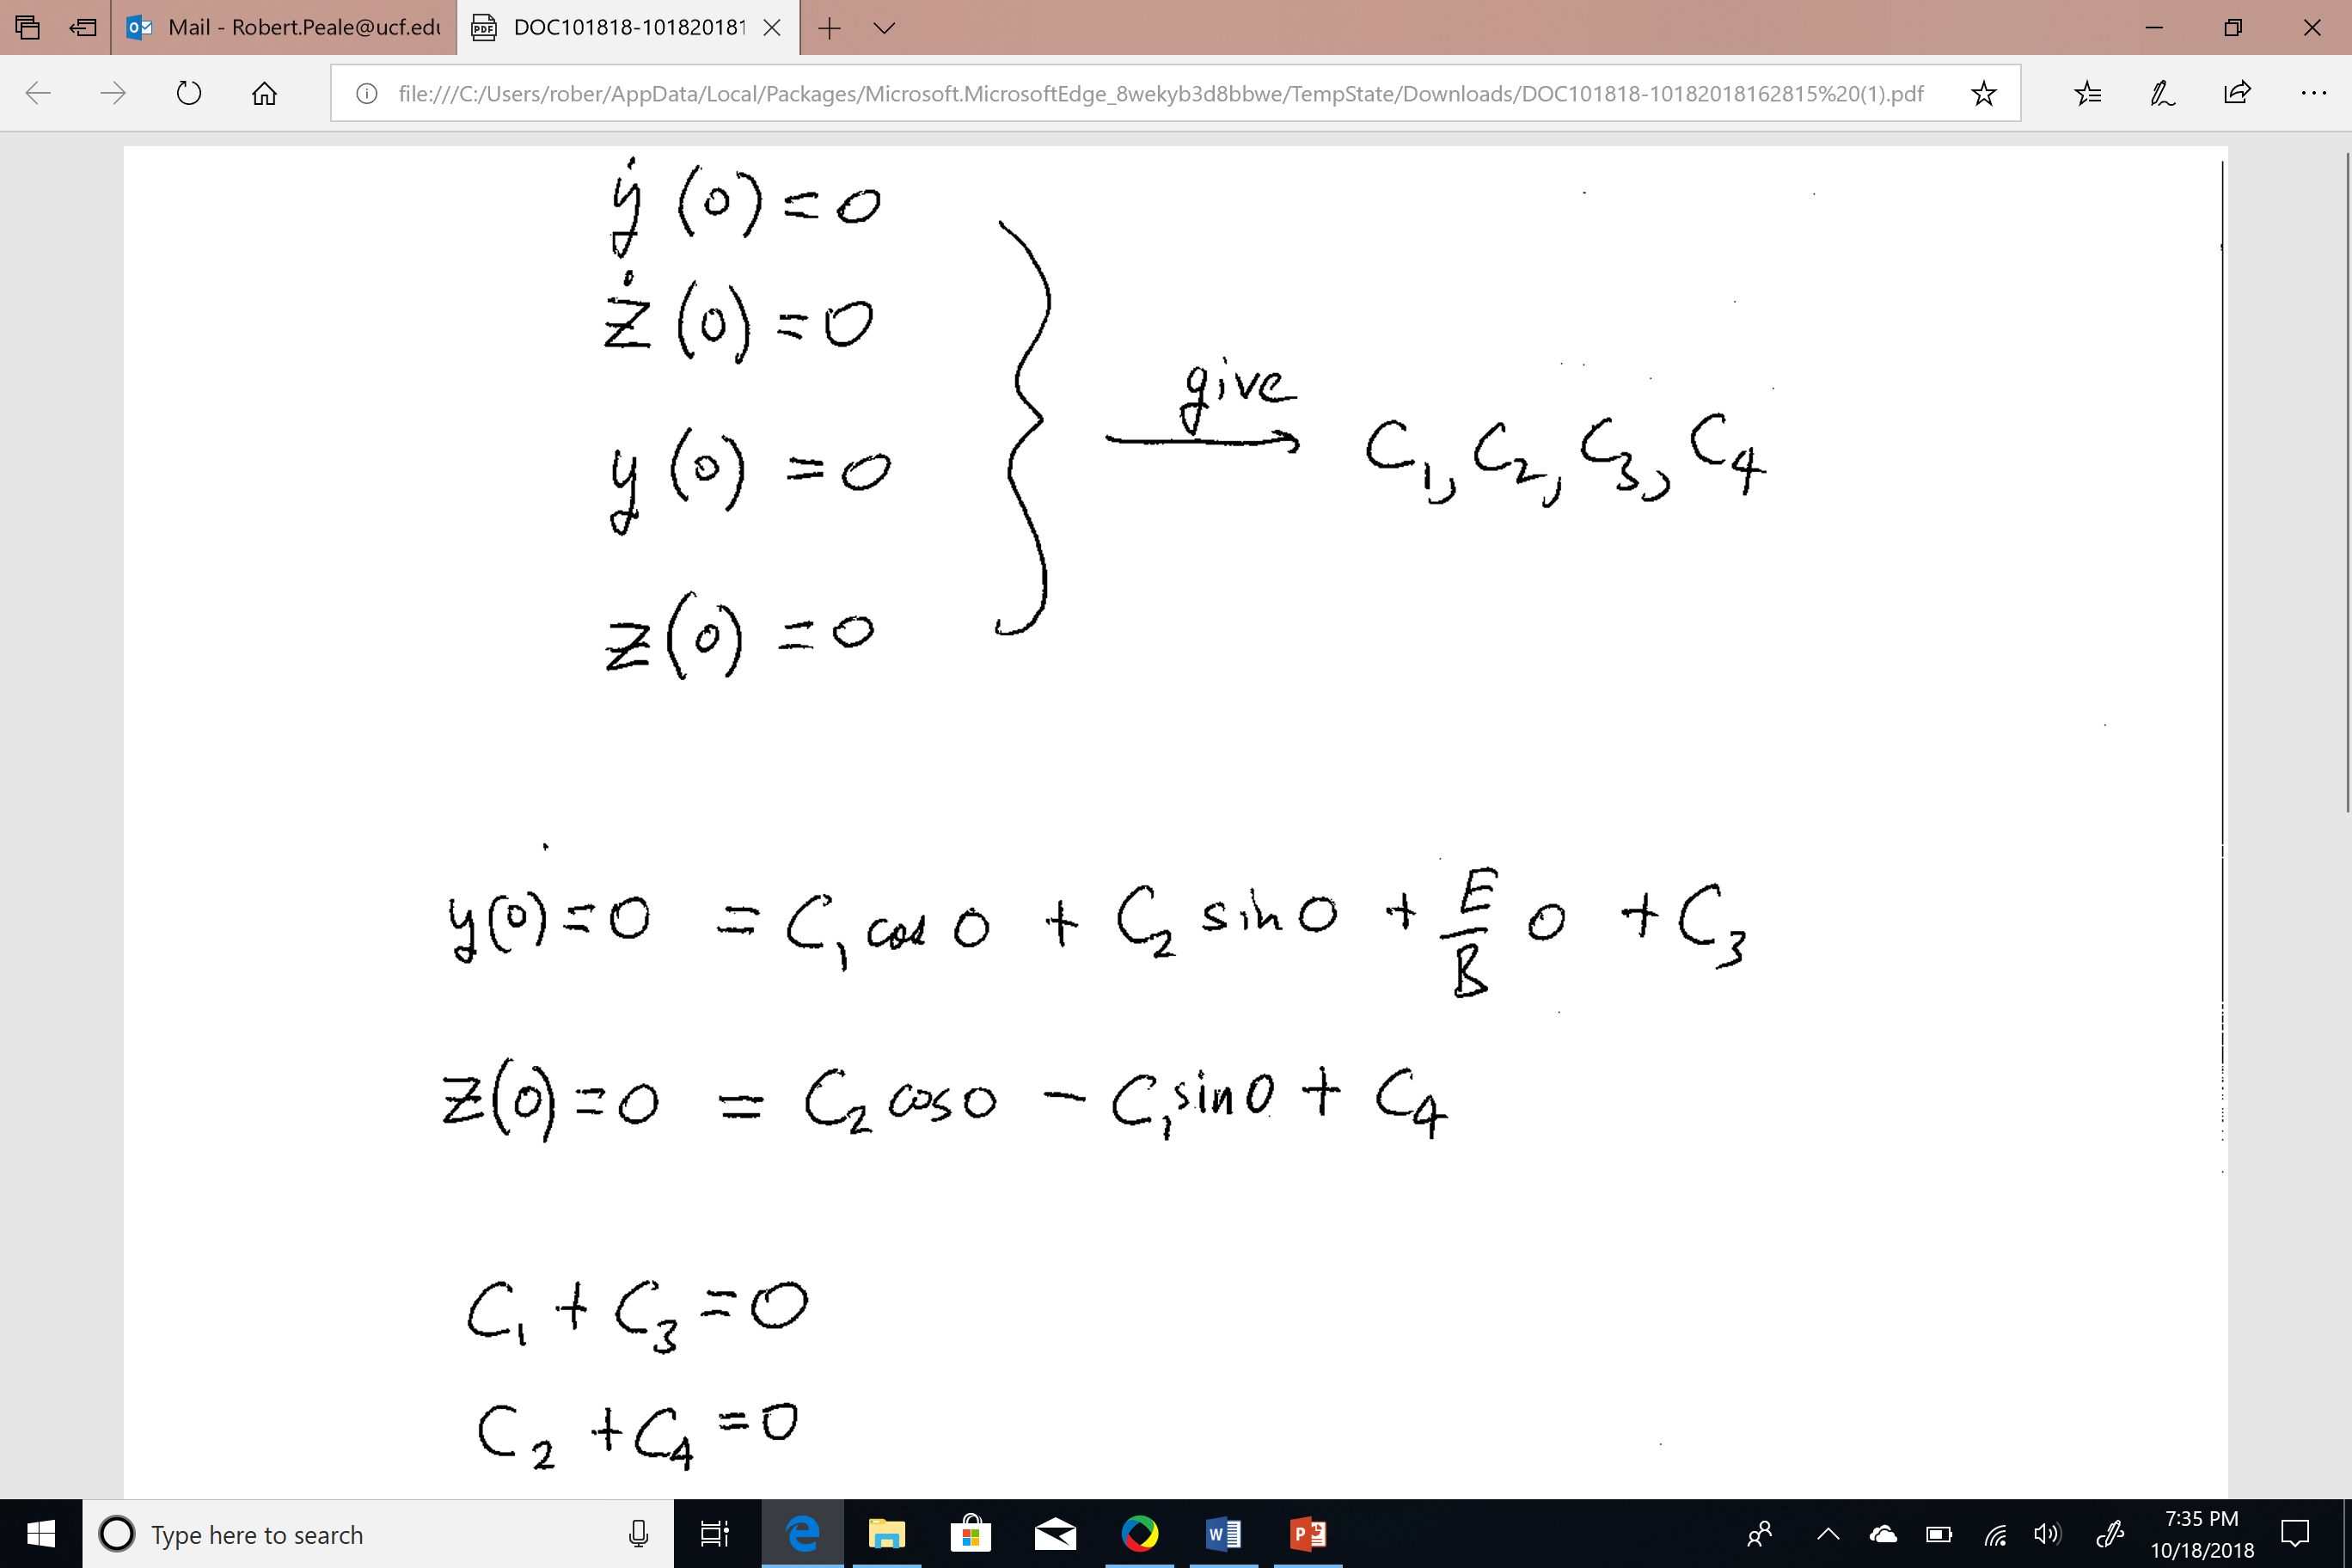 Mail - Robert.Peale@ucf.edu
DOC101818-101820181
file:///C:/Users/rober/AppData/Local/Packages/Microsoft.MicrosoftEdge_8wekyb3d8bbwe/TempState/Downloads/DOC101818-10182018162815%20(1).pdf
ẏ(0)=0
ż(0)=0
give
C₁, C₂, C₃, C₄
y(0)=0
z(0)=0
y(0)=0 = C₁ cos 0 + C₂ sin 0 + E/B 0 + C₃
z(0)=0 = C₂ cos 0 - C₁ sin 0 + C₄
C₁ + C₃ = 0
C₂ + C₄ = 0
Type here to search
7:35 PM
10/18/2018